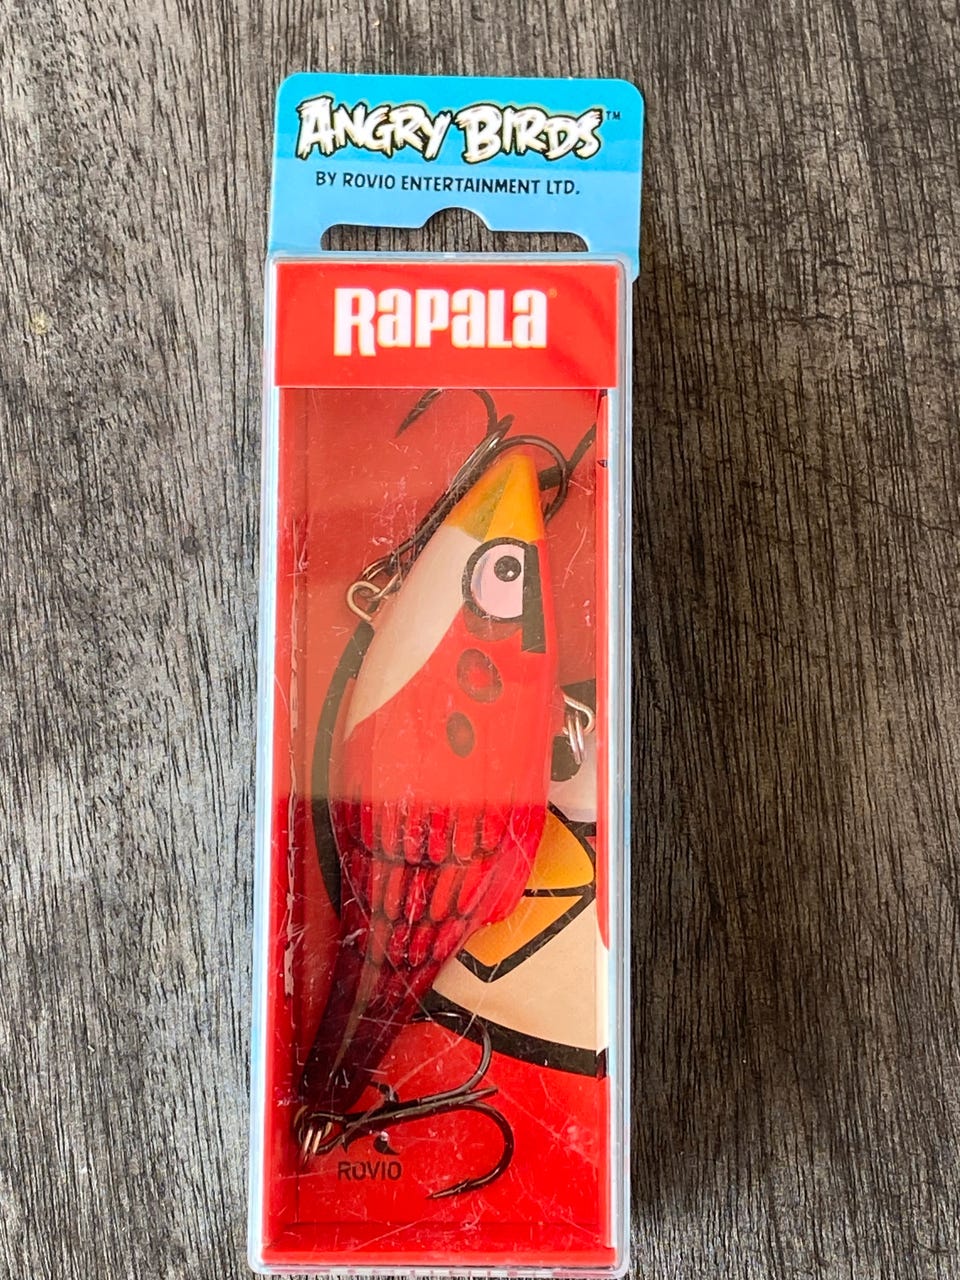 ANGRY BIRDS™
BY ROVIO ENTERTAINMENT LTD.
RAPALA®
ROVIO